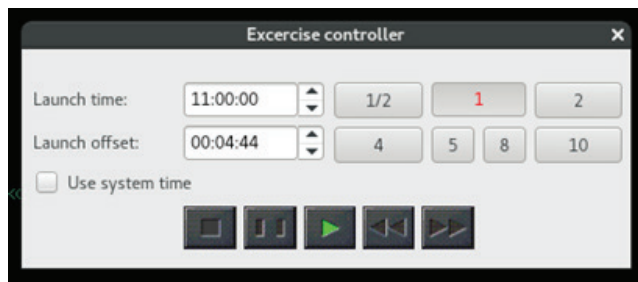 Excercise controller
Launch time: 11:00:00 1/2 1 2
Launch offset: 00:04:44 4 5 8 10
Use system time